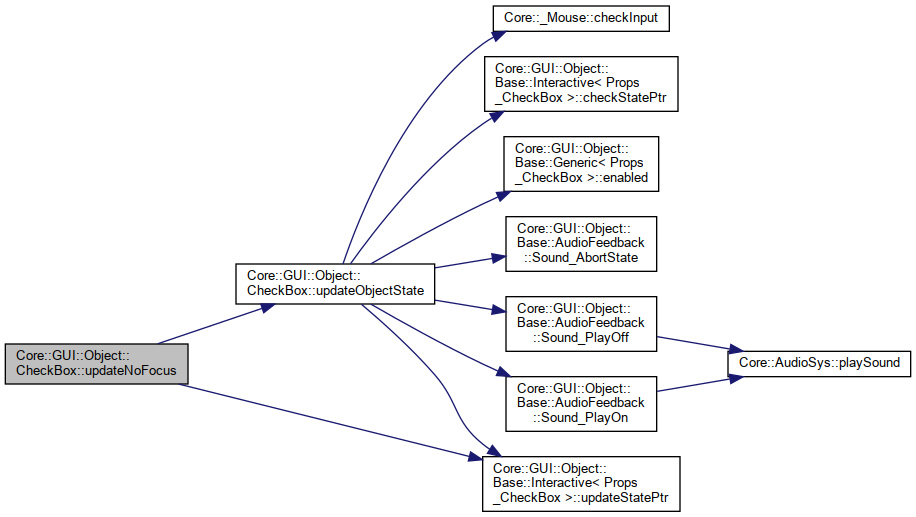 Core::_Mouse::checkInput
Core::GUI::Object::
Base::Interactive< Props
_CheckBox >::checkStatePtr
Core::GUI::Object::
Base::Generic< Props
_CheckBox >::enabled
Core::GUI::Object::
Base::AudioFeedback
::Sound_AbortState
Core::GUI::Object::
CheckBox::updateObjectState
Core::GUI::Object::
Base::AudioFeedback
::Sound_PlayOff
Core::GUI::Object::
CheckBox::updateNoFocus
Core::AudioSys::playSound
Core::GUI::Object::
Base::AudioFeedback
::Sound_PlayOn
Core::GUI::Object::
Base::Interactive< Props
_CheckBox >::updateStatePtr